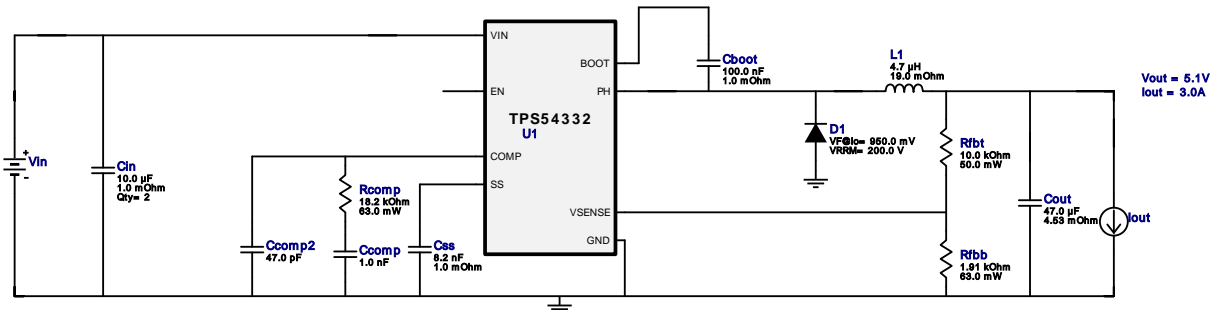 VIN
BOOT
Cboot
100.0 nF
1.0 mOhm
L1
4.7 µH
19.0 mOhm
Vout = 5.1V
Iout = 3.0A
EN
PH
TPS54332
U1
D1
VF@Io= 950.0 mV
VRRM= 200.0 V
Rfbt
10.0 kOhm
50.0 mW
+
Vin
-
Cin
10.0 µF
1.0 mOhm
Qty= 2
COMP
SS
Rcomp
18.2 kOhm
63.0 mW
VSENSE
GND
Cout
47.0 µF
4.53 mOhm
Iout
Ccomp2
47.0 pF
Ccomp
1.0 nF
Css
8.2 nF
1.0 mOhm
Rfbb
1.91 kOhm
63.0 mW